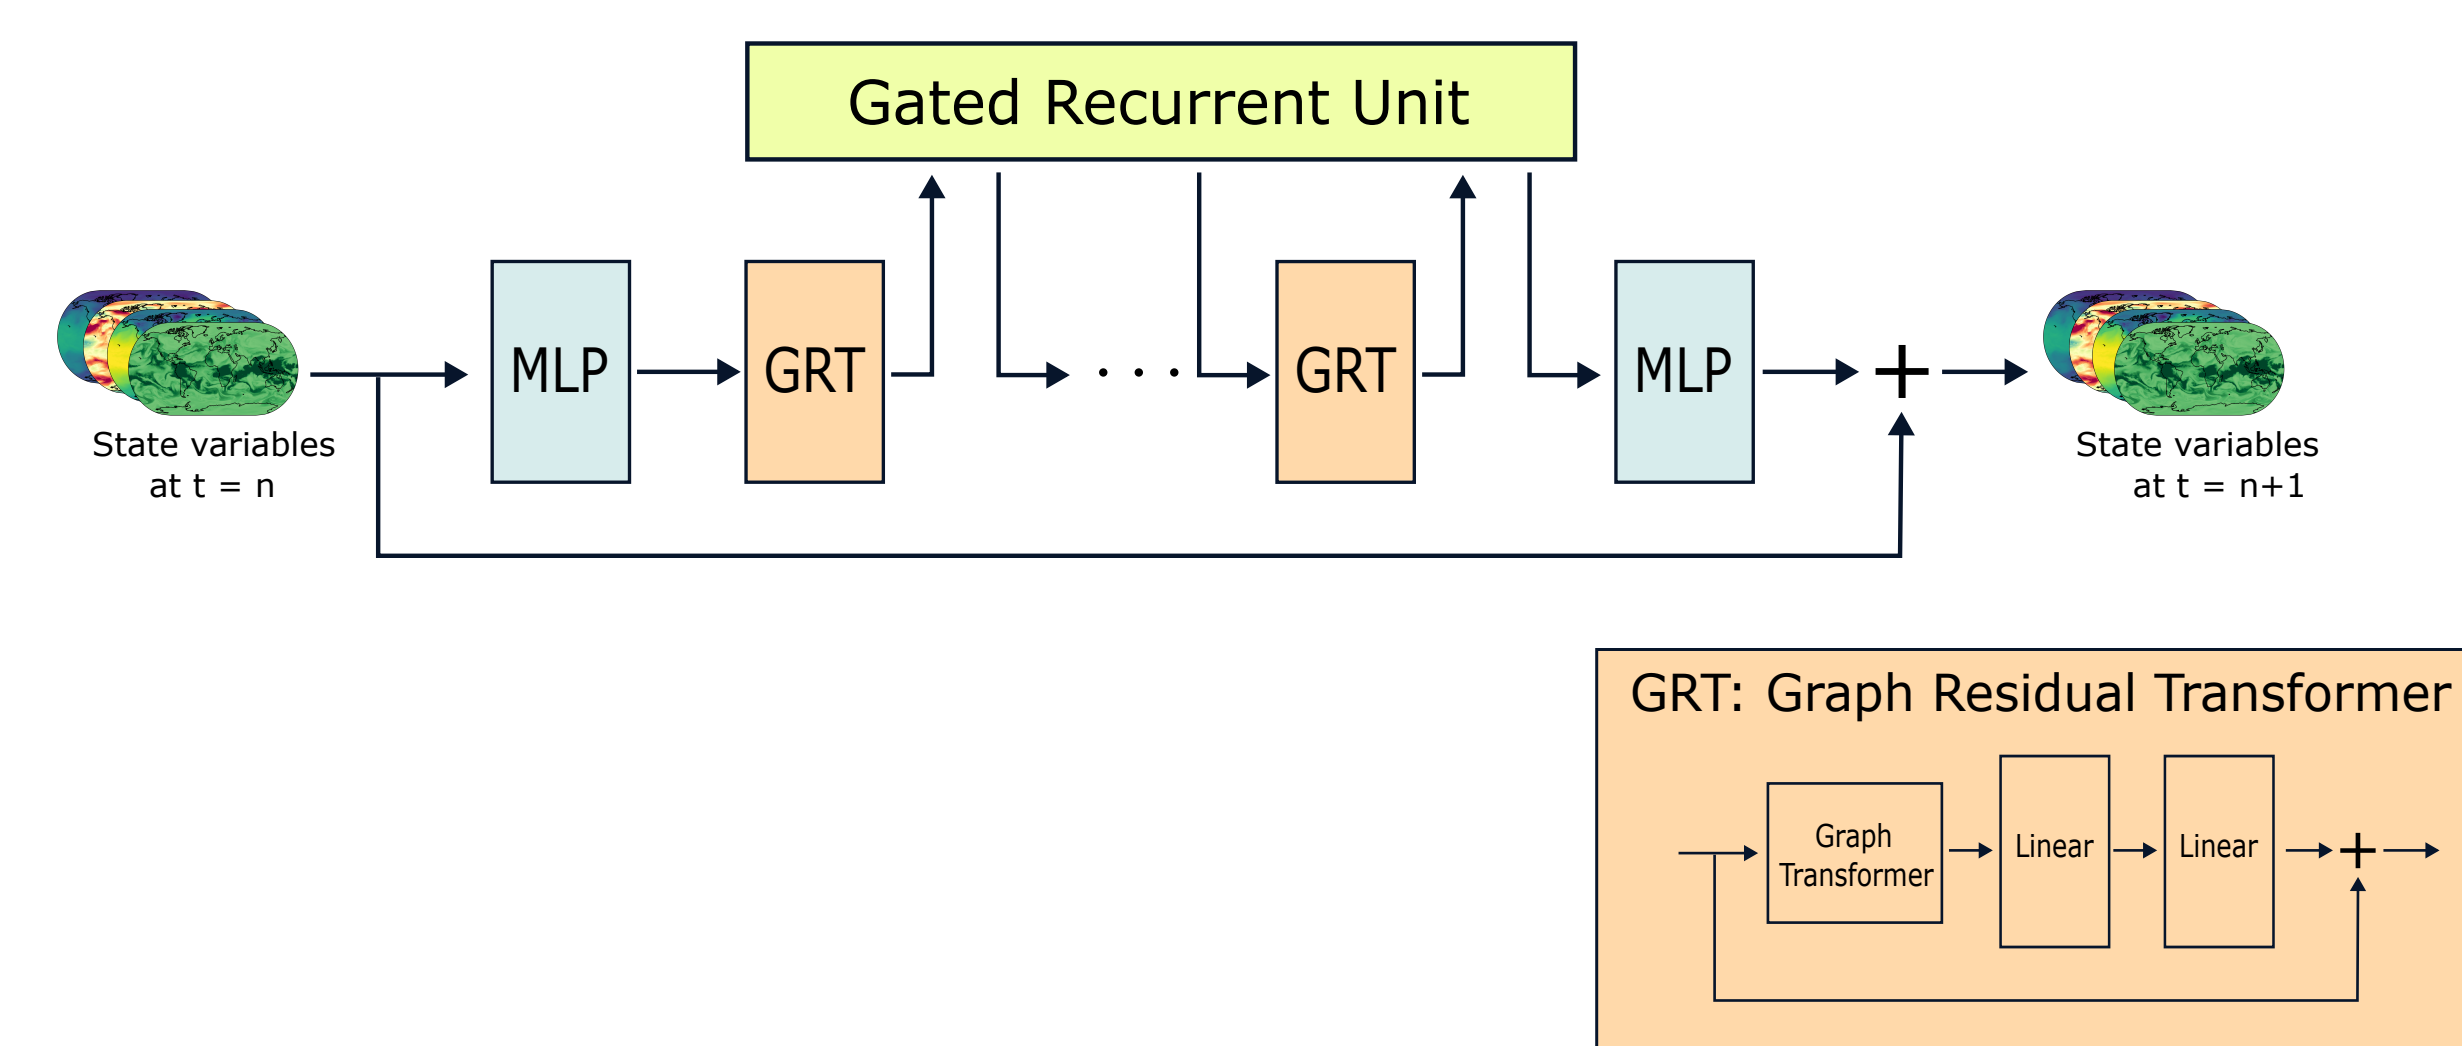 Gated Recurrent Unit
MLP
GRT
. . .
GRT
MLP
+
State variables
at t = n
State variables
at t = n+1
GRT: Graph Residual Transformer
Graph
Transformer
Linear
Linear
+